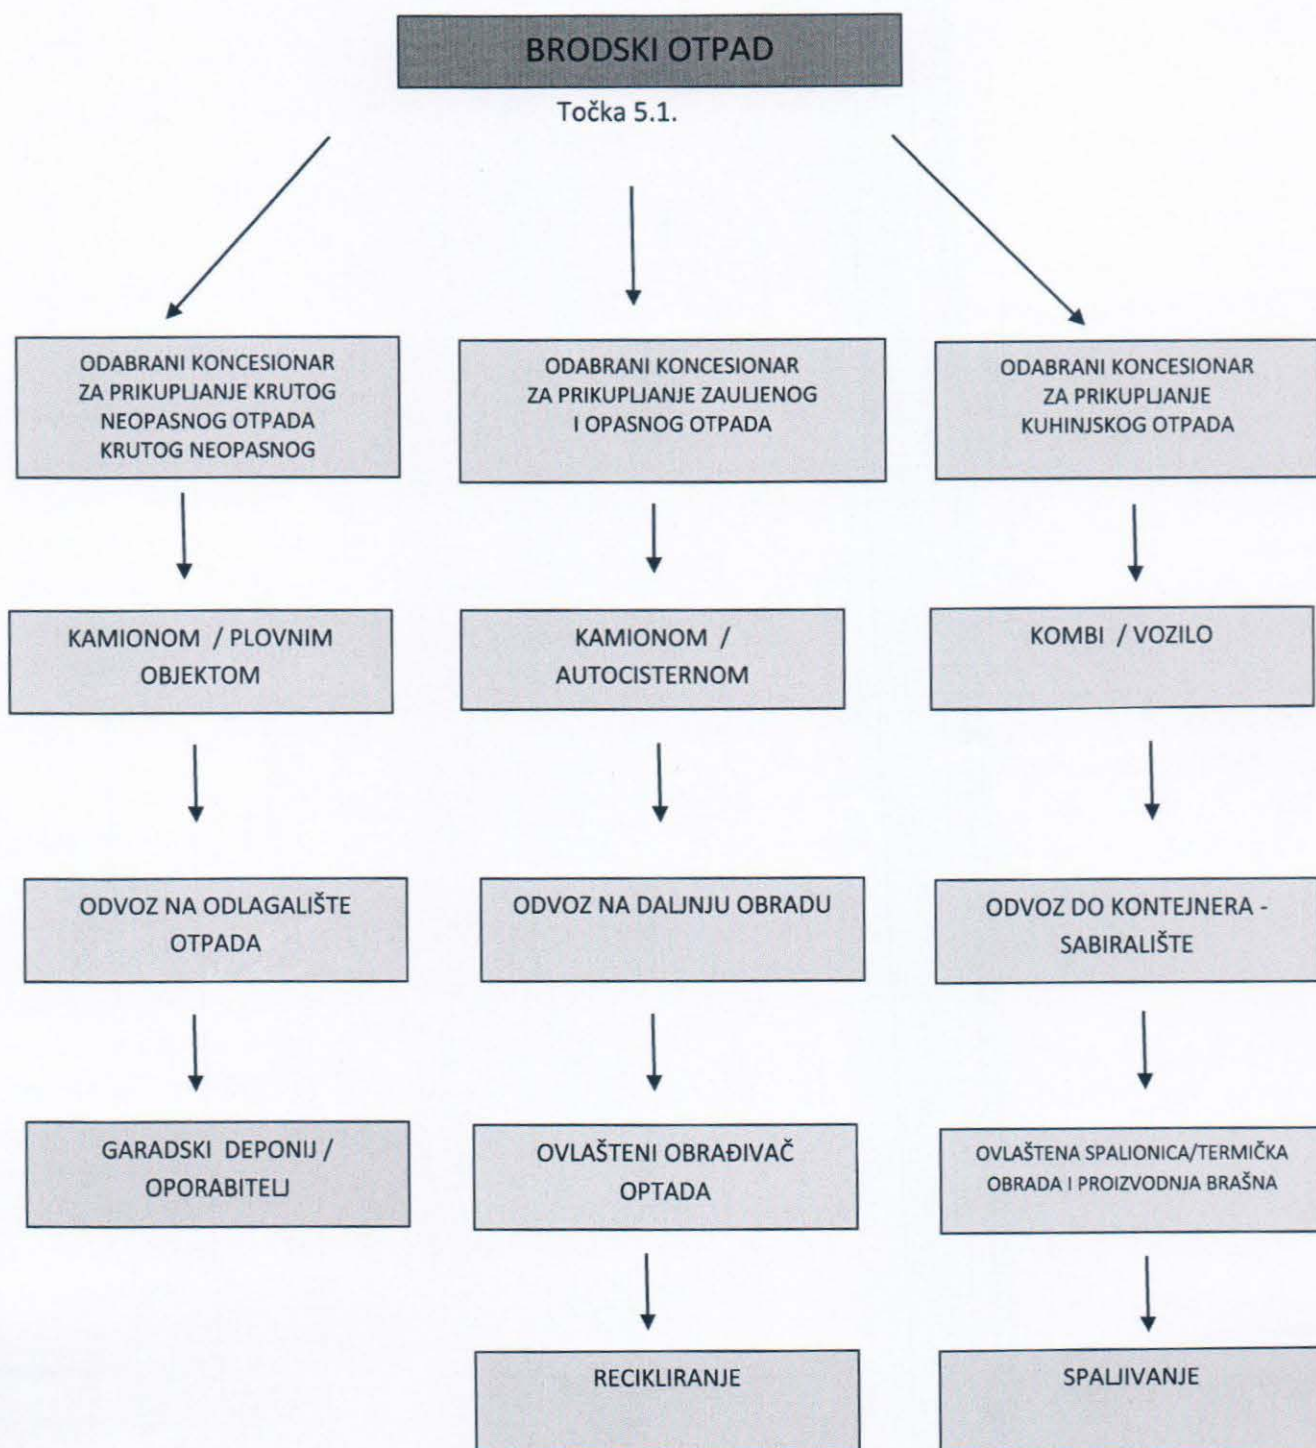 BRODSKI OTPAD
Točka 5.1.
ODABRANI KONCESIONAR
ZA PRIKUPLJANJE KRUTOG
NEOPASNOG OTPADA
KRUTOG NEOPASNOG
ODABRANI KONCESIONAR
ZA PRIKUPLJANJE ZAULJENOG
I OPASNOG OTPADA
ODABRANI KONCESIONAR
ZA PRIKUPLJANJE
KUHINJSKOG OTPADA
KAMIONOM / PLOVNIM
OBJEKTOM
KAMIONOM /
AUTOCISTERNOM
KOMBI / VOZILO
ODVOZ NA ODLAGALIŠTE
OTPADA
ODVOZ NA DALJNJU OBRADU
ODVOZ DO KONTEJNERA -
SABIRALIŠTE
GARADSKI DEPONIJ /
OPORABITELJ
OVLAŠTENI OBRAĐIVAČ
OPTADA
OVLAŠTENA SPALIONICA/TERMIČKA
OBRADA I PROIZVODNJA BRAŠNA
RECIKLIRANJE
SPALJIVANJE